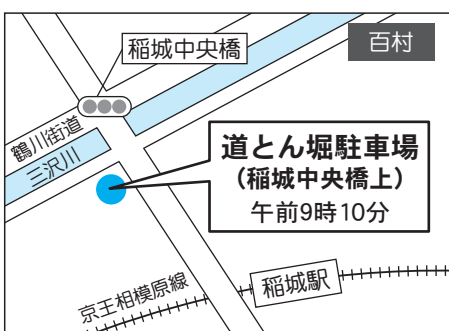 稲城中央橋
百村
鶴川街道
三沢川
道とん堀駐車場
(稲城中央橋上)
午前9時10分
京王相模原線
稲城駅